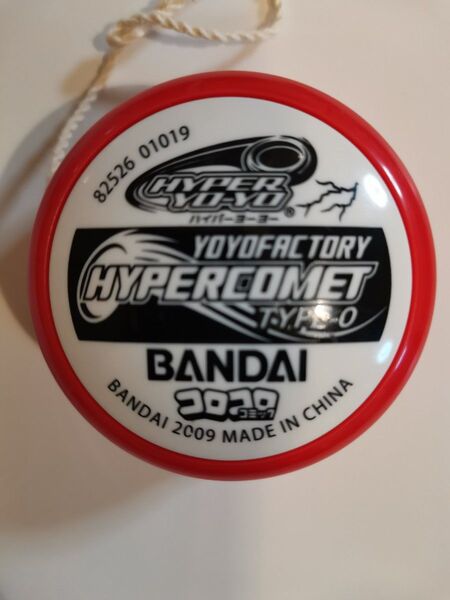 82526 01019
HYPER
YO-YO®
ハイパーヨーヨー
YOYOFACTORY
HYPERCOMET
TYPE-O
BANDAI
コロコロ
コミック
BANDAI 2009 MADE IN CHINA